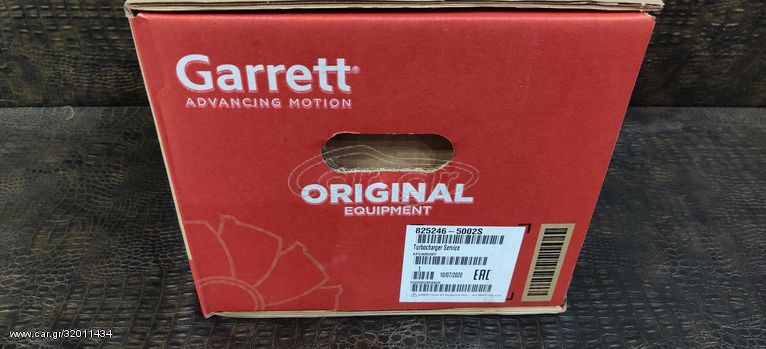 Garrett
ADVANCING MOTION
ORIGINAL
EQUIPMENT
825246-5002S
Turbocharger Service
10/07/2020
EAC
www.car.gr/32011434